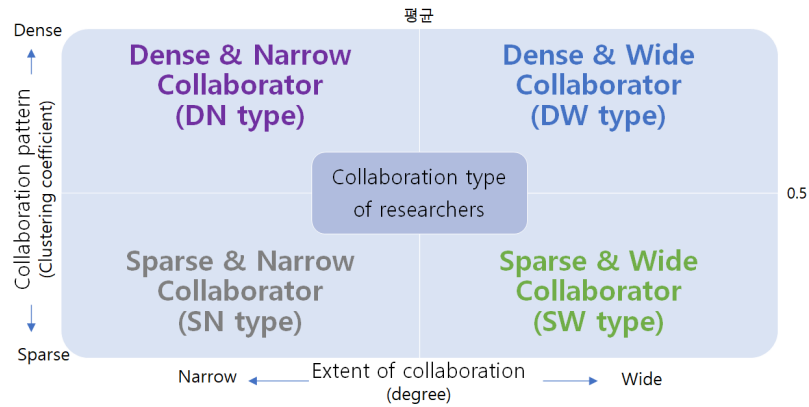 평균
Dense
Dense & Narrow
Collaborator
(DN type)
Dense & Wide
Collaborator
(DW type)
Collaboration pattern
(Clustering coefficient)
Collaboration type
of researchers
0.5
Sparse & Narrow
Collaborator
(SN type)
Sparse & Wide
Collaborator
(SW type)
Sparse
Narrow
Extent of collaboration
(degree)
Wide